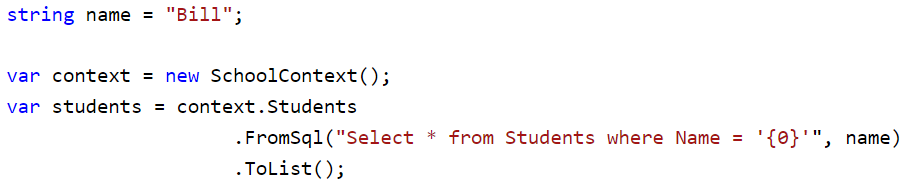 string name = "Bill";
var context = new SchoolContext();
var students = context.Students
.FromSql("Select * from Students where Name = '{0}'", name)
.ToList();